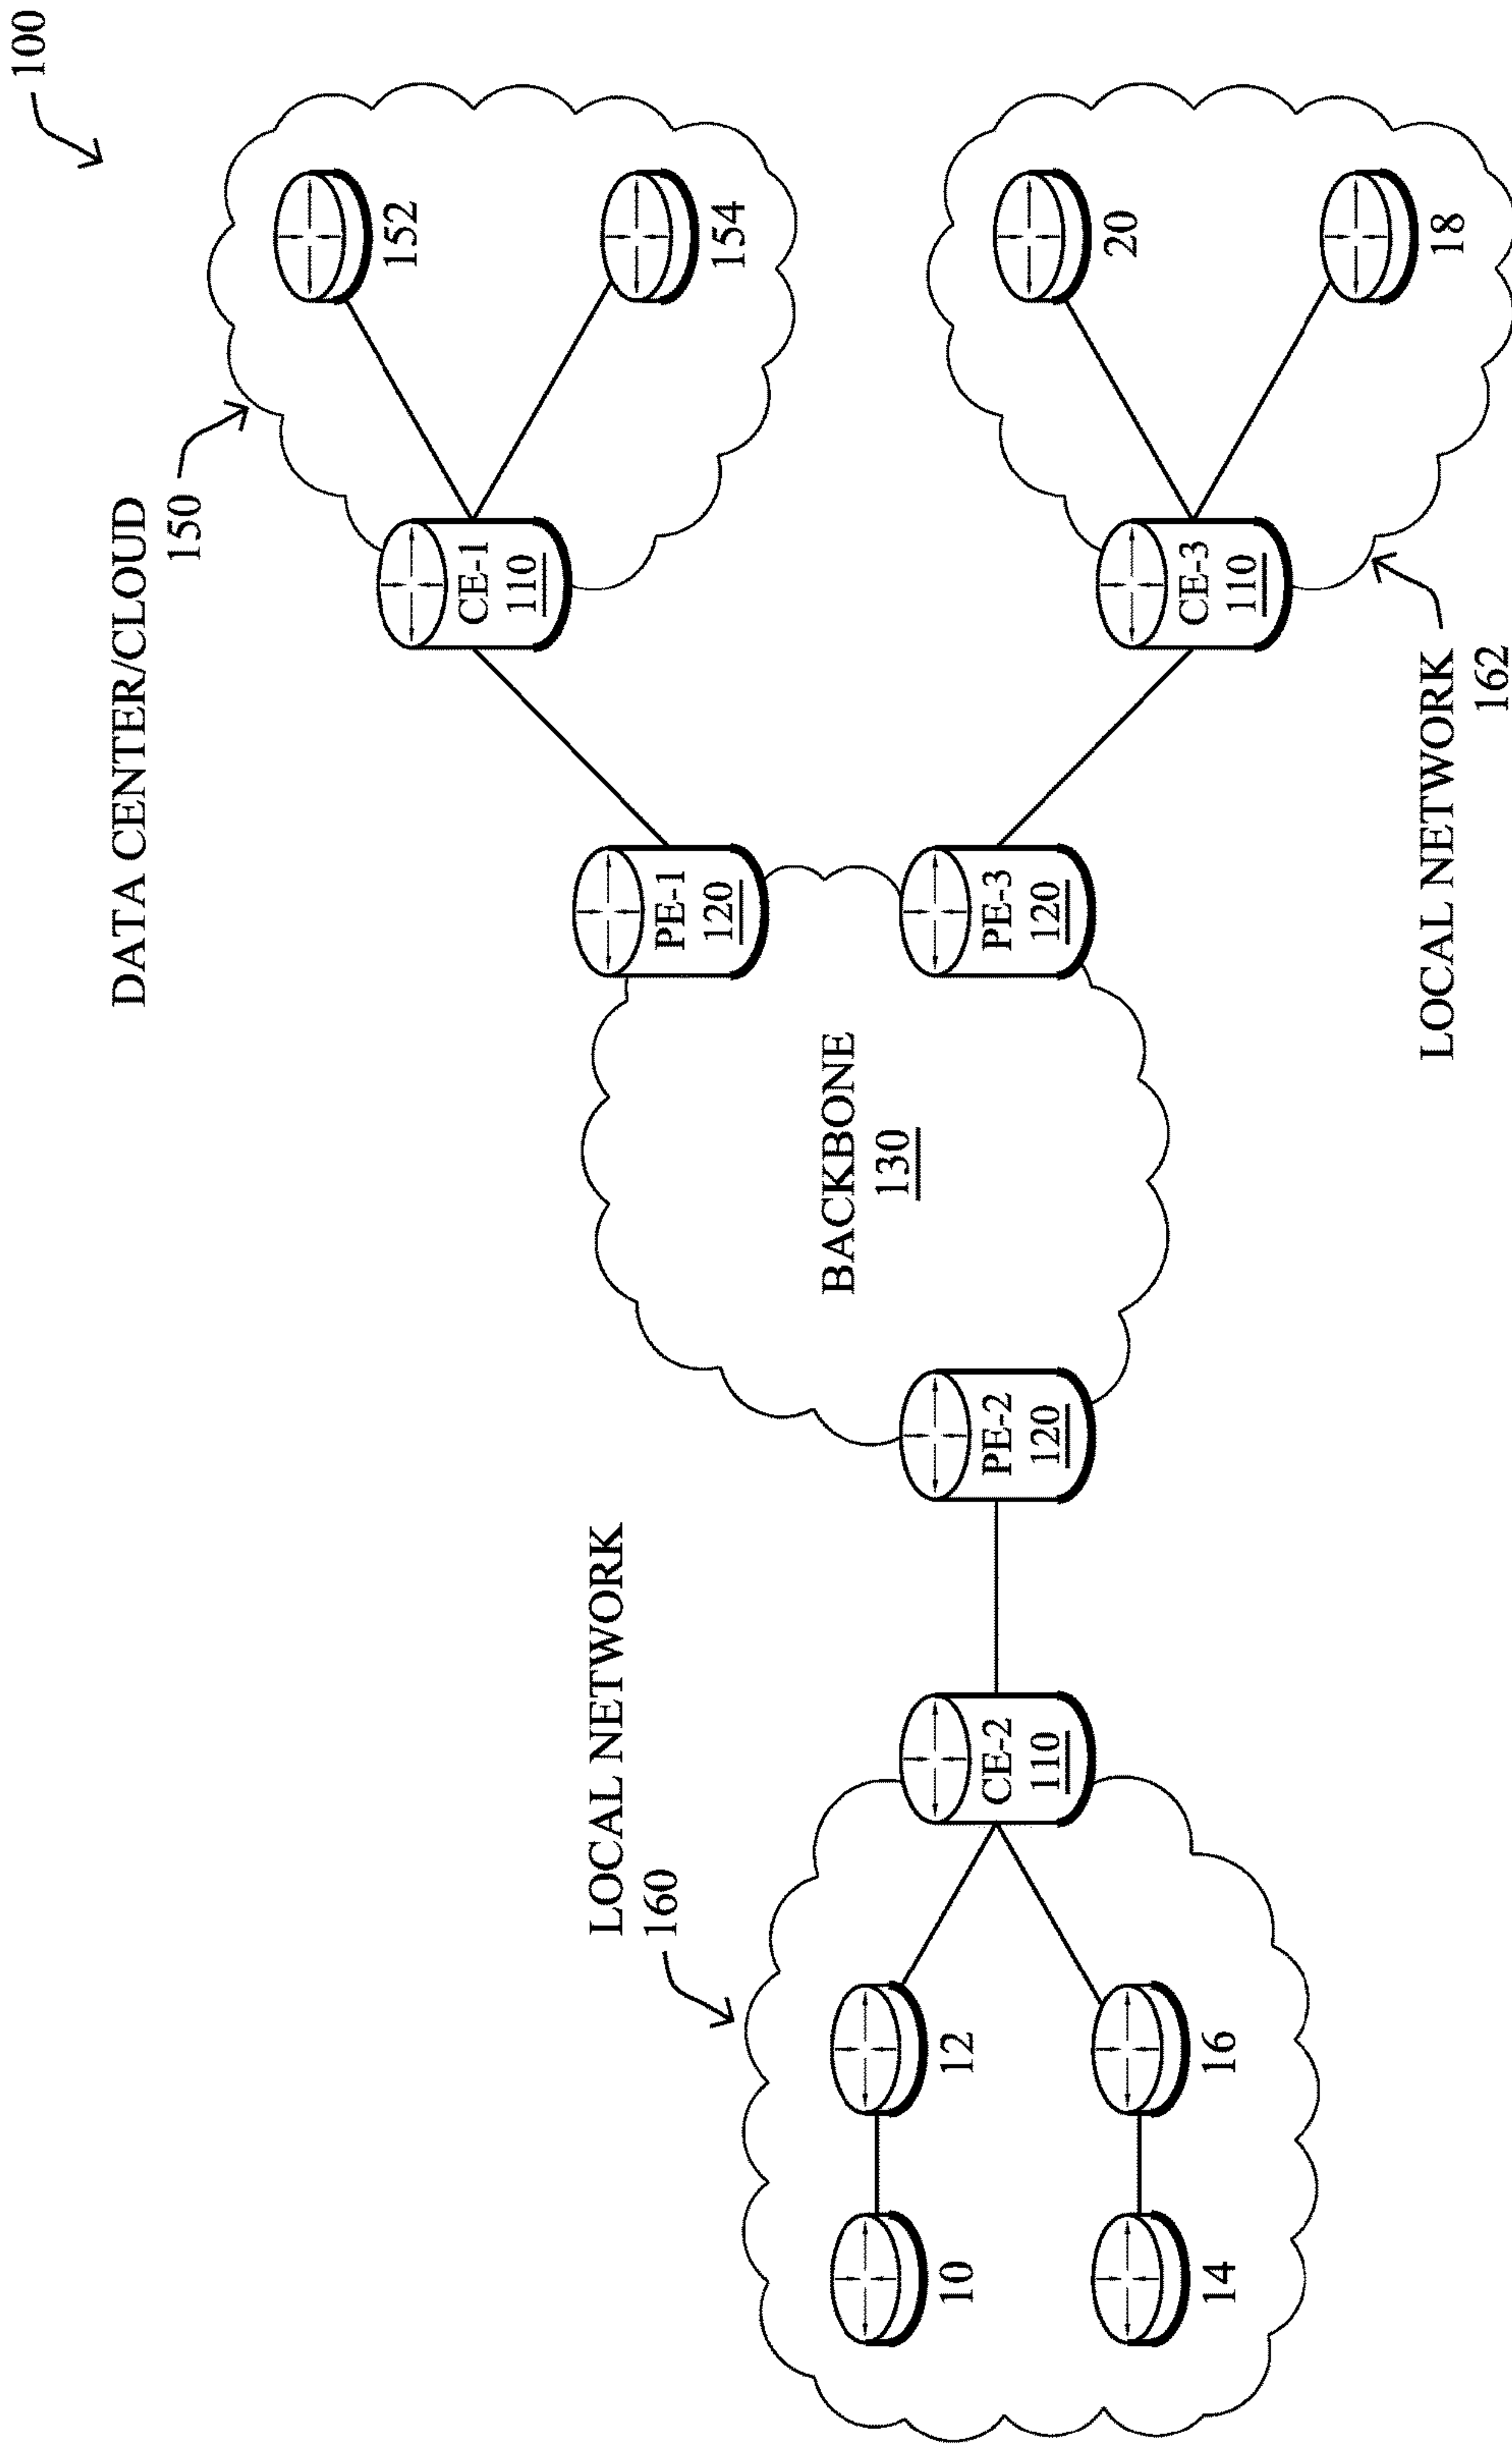 100
DATA CENTER/CLOUD
150
152
154
CE-1
110
PE-1
120
BACKBONE
130
PE-3
120
CE-3
110
20
18
LOCAL NETWORK
162
PE-2
120
LOCAL NETWORK
160
CE-2
110
12
10
16
14